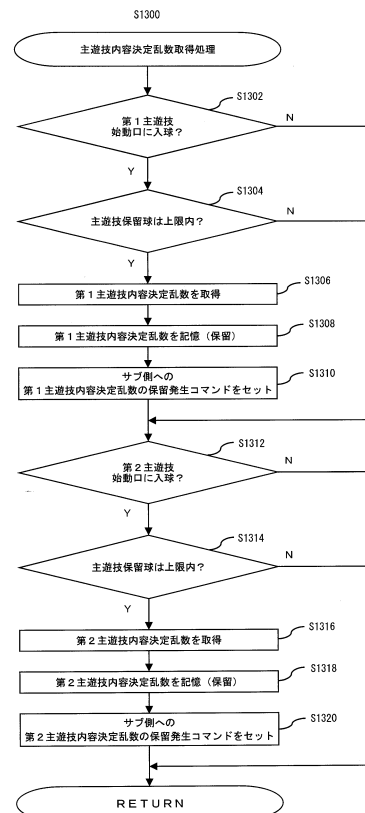 S1300
主遊技内容決定乱数取得処理
S1302
第1主遊技
始動口に入球？
N
Y
S1304
主遊技保留球は上限内？
N
Y
S1306
第1主遊技内容決定乱数を取得
S1308
第1主遊技内容決定乱数を記憶（保留）
S1310
サブ側への
第1主遊技内容決定乱数の保留発生コマンドをセット
S1312
第2主遊技
始動口に入球？
N
Y
S1314
主遊技保留球は上限内？
N
Y
S1316
第2主遊技内容決定乱数を取得
S1318
第2主遊技内容決定乱数を記憶（保留）
S1320
サブ側への
第2主遊技内容決定乱数の保留発生コマンドをセット
RETURN